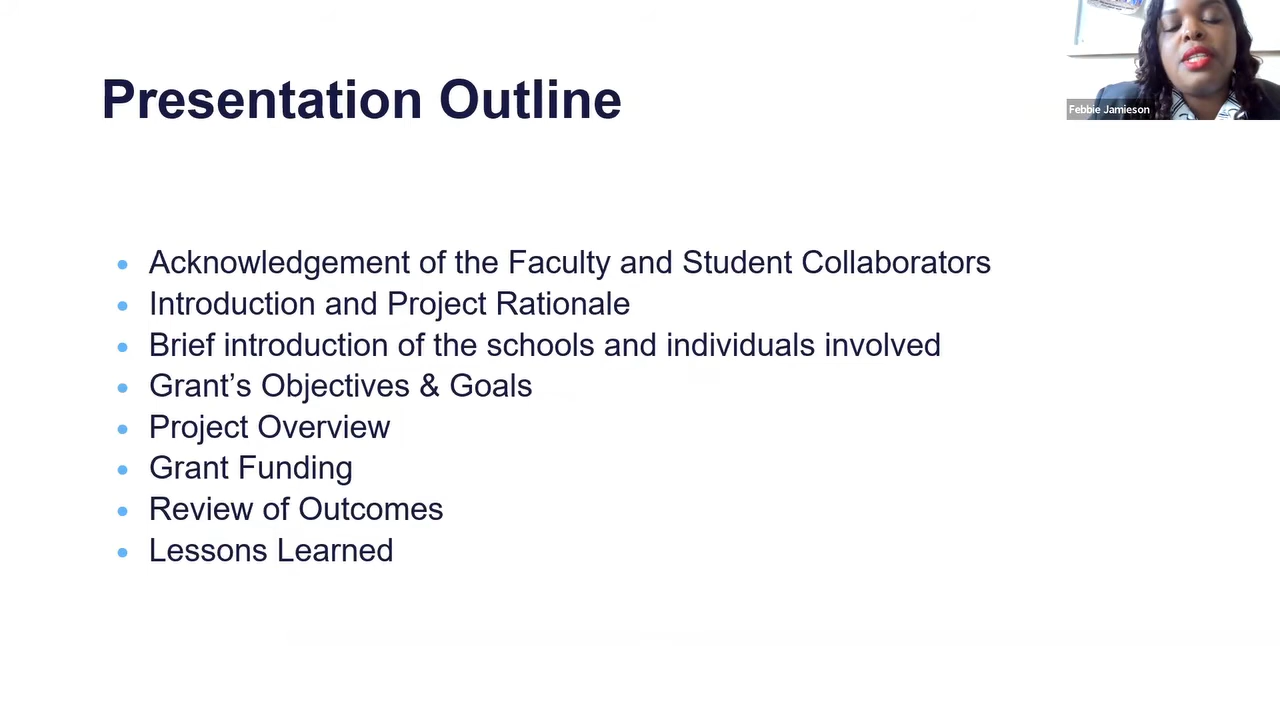 Presentation Outline
Febbie Jamieson
Acknowledgement of the Faculty and Student Collaborators
Introduction and Project Rationale
Brief introduction of the schools and individuals involved
Grant’s Objectives & Goals
Project Overview
Grant Funding
Review of Outcomes
Lessons Learned